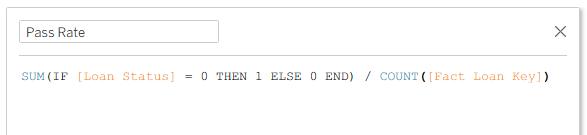 Pass Rate
SUM(IF [Loan Status] = 0 THEN 1 ELSE 0 END) / COUNT([Fact Loan Key])